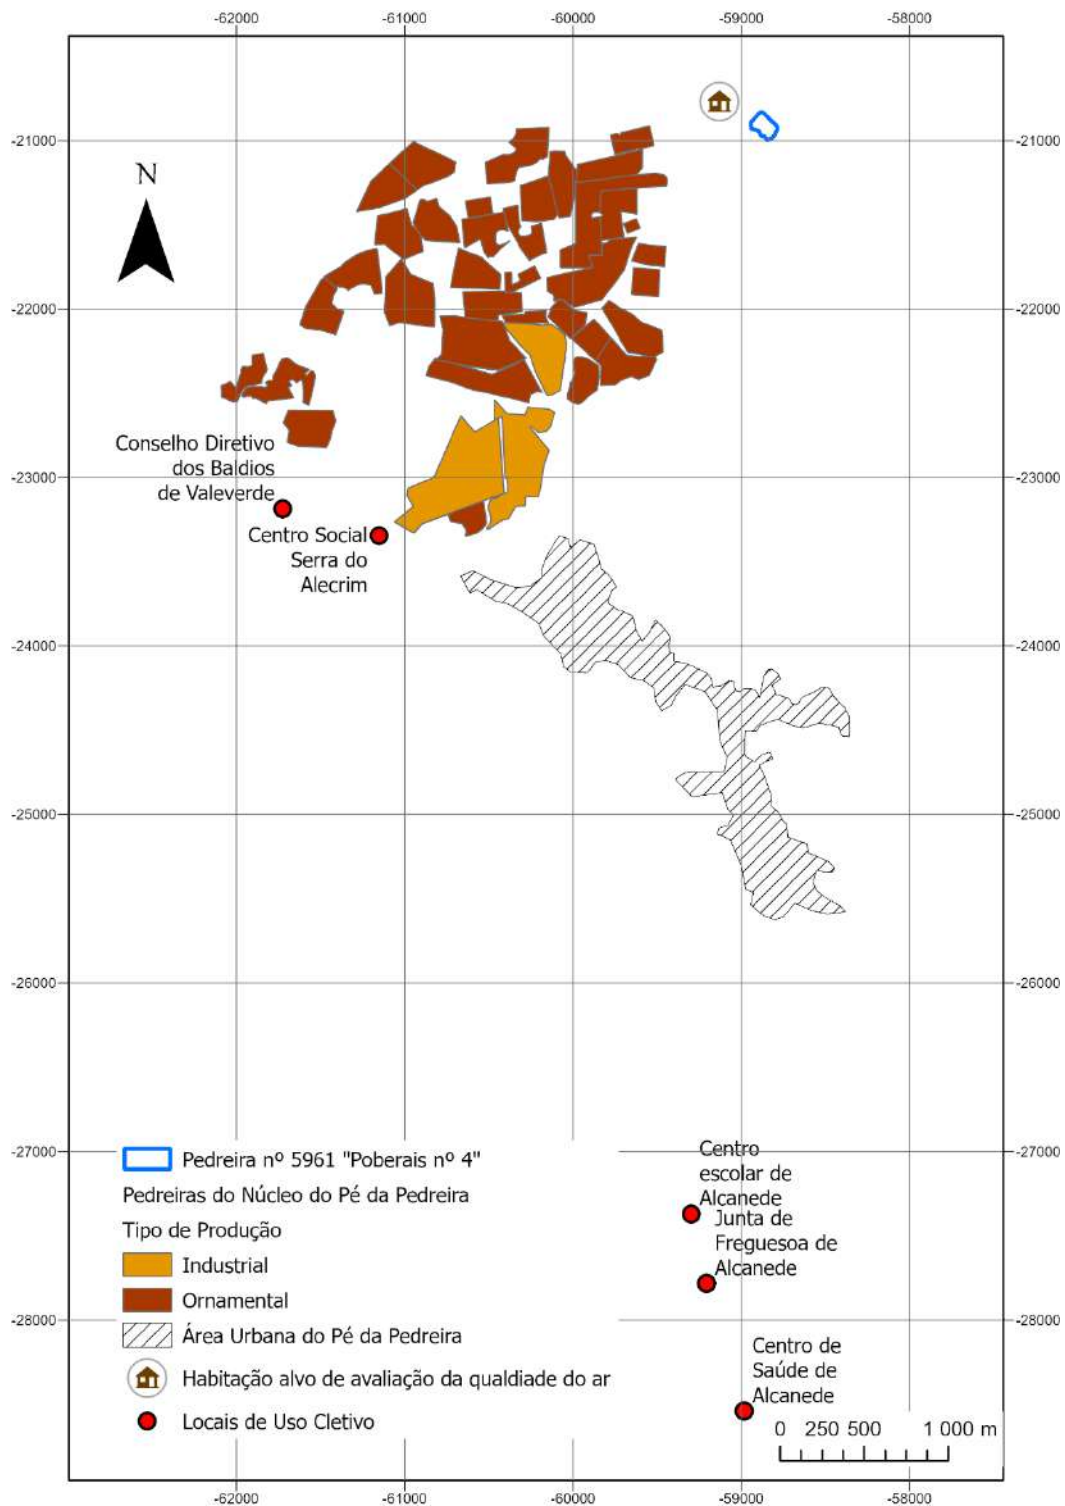 -62000
-61000
-60000
-59000
-58000
-21000
-21000
N
-22000
-22000
Conselho Diretivo
dos Baldios
de Valeverde
-23000
-23000
Centro Social
Serra do
Alecrim
-24000
-24000
-25000
-25000
-26000
-26000
-27000
-27000
Centro
escolar de
Alcanede
Junta de
Freguesoa de
Alcanede
Pedreira nº 5961 "Poberais nº 4"
Pedreiras do Núcleo do Pé da Pedreira
Tipo de Produção
Industrial
Ornamental
-28000
-28000
Área Urbana do Pé da Pedreira
Centro de
Saúde de
Alcanede
Habitação alvo de avaliação da qualdiade do ar
Locais de Uso Cletivo
0 250 500 1 000 m
-62000
-61000
-60000
-59000
-58000